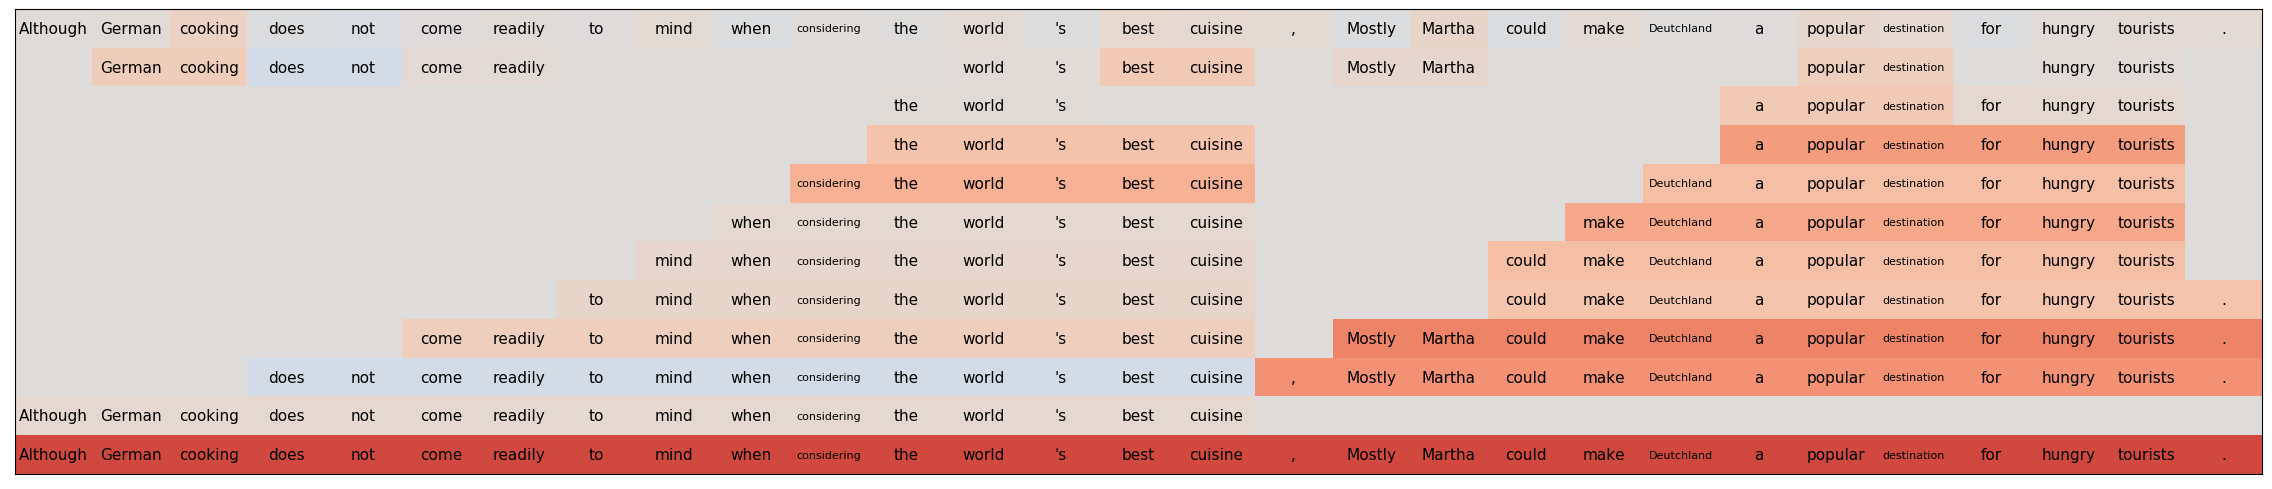 Although German cooking does not come readily to mind when considering the world 's best cuisine , Mostly Martha could make Deutchland a popular destination for hungry tourists .
German cooking does not come readily world 's best cuisine Mostly Martha popular destination hungry tourists
the world 's a popular destination for hungry tourists
the world 's best cuisine a popular destination for hungry tourists
considering the world 's best cuisine Deutchland a popular destination for hungry tourists
when considering the world 's best cuisine make Deutchland a popular destination for hungry tourists
mind when considering the world 's best cuisine could make Deutchland a popular destination for hungry tourists
to mind when considering the world 's best cuisine could make Deutchland a popular destination for hungry tourists .
come readily to mind when considering the world 's best cuisine Mostly Martha could make Deutchland a popular destination for hungry tourists .
does not come readily to mind when considering the world 's best cuisine , Mostly Martha could make Deutchland a popular destination for hungry tourists .
Although German cooking does not come readily to mind when considering the world 's best cuisine
Although German cooking does not come readily to mind when considering the world 's best cuisine , Mostly Martha could make Deutchland a popular destination for hungry tourists .